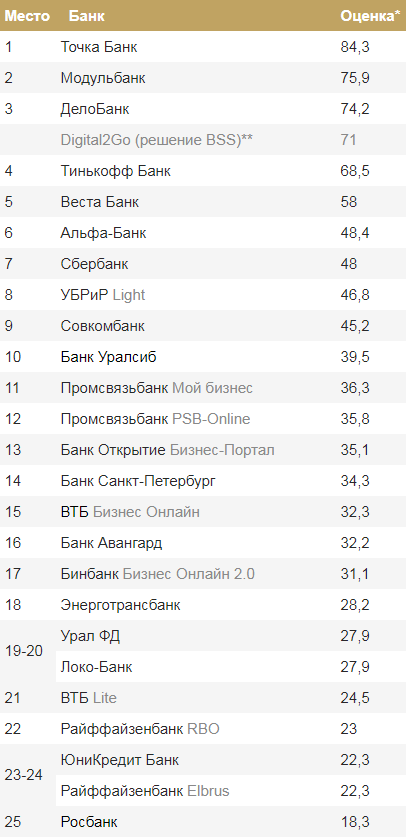 Место Банк Оценка*
1 Точка Банк 84,3
2 Модульбанк 75,9
3 ДелоБанк 74,2
Digital2Go (решение BSS)** 71
4 Тинькофф Банк 68,5
5 Веста Банк 58
6 Альфа-Банк 48,4
7 Сбербанк 48
8 УБРиР Light 46,8
9 Совкомбанк 45,2
10 Банк Уралсиб 39,5
11 Промсвязьбанк Мой бизнес 36,3
12 Промсвязьбанк PSB-Online 35,8
13 Банк Открытие Бизнес-Портал 35,1
14 Банк Санкт-Петербург 34,3
15 ВТБ Бизнес Онлайн 32,3
16 Банк Авангард 32,2
17 Бинбанк Бизнес Онлайн 2.0 31,1
18 Энерготрансбанк 28,2
19-20 Урал ФД 27,9
Локо-Банк 27,9
21 ВТБ Lite 24,5
22 Райффайзенбанк RBO 23
23-24 ЮниКредит Банк 22,3
Райффайзенбанк Elbrus 22,3
25 Росбанк 18,3